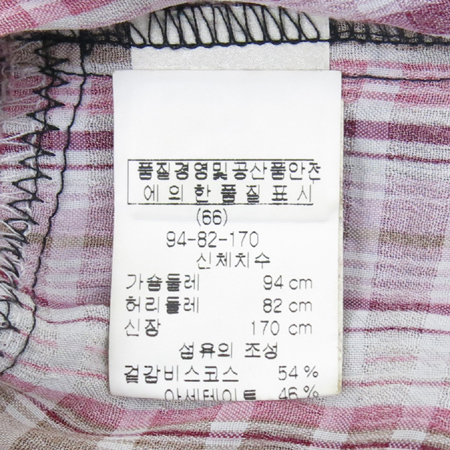 품질경영및공산품안전
에 의 한 품 질 표 시
(66)
94-82-170
신체치수
가슴둘레 94 cm
허리둘레 82 cm
신장 170 cm
섬유의 조성
겉감비스코스 54 %
아세테이트 46 %